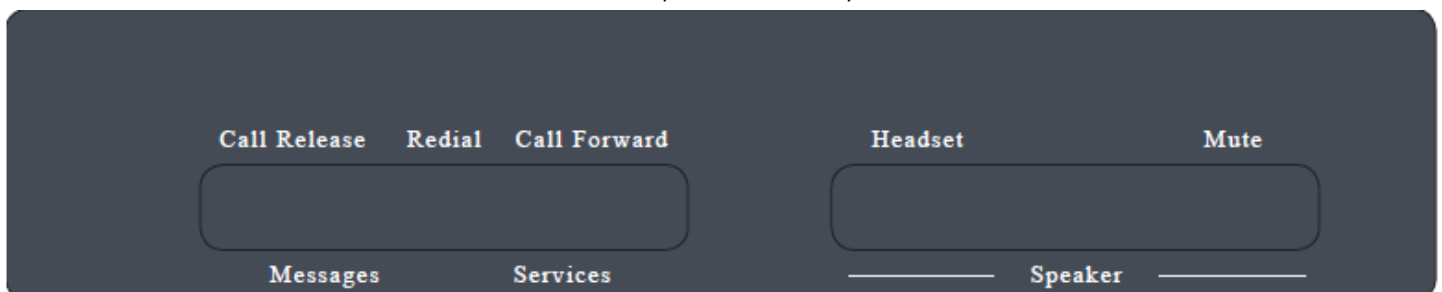 Call Release Redial Call Forward Headset Mute
Messages Services Speaker